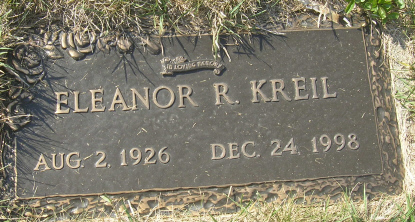 ELEANOR R. KREIL
AUG. 2, 1926 DEC. 24, 1998